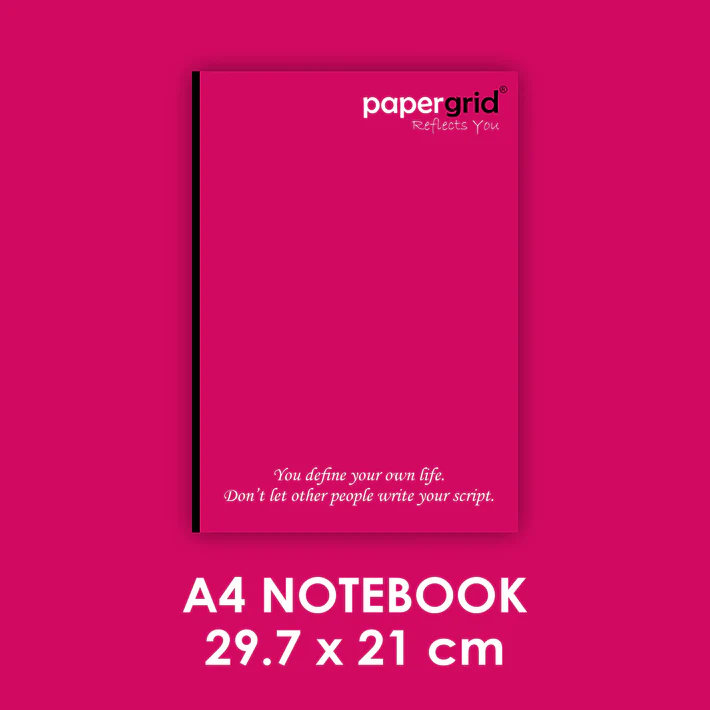 papergrid®
Reflects You
You define your own life.
Don't let other people write your script.
A4 NOTEBOOK
29.7 x 21 cm